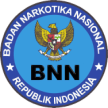 BADAN NARKOTIKA NASIONAL
BNN
REPUBLIK INDONESIA